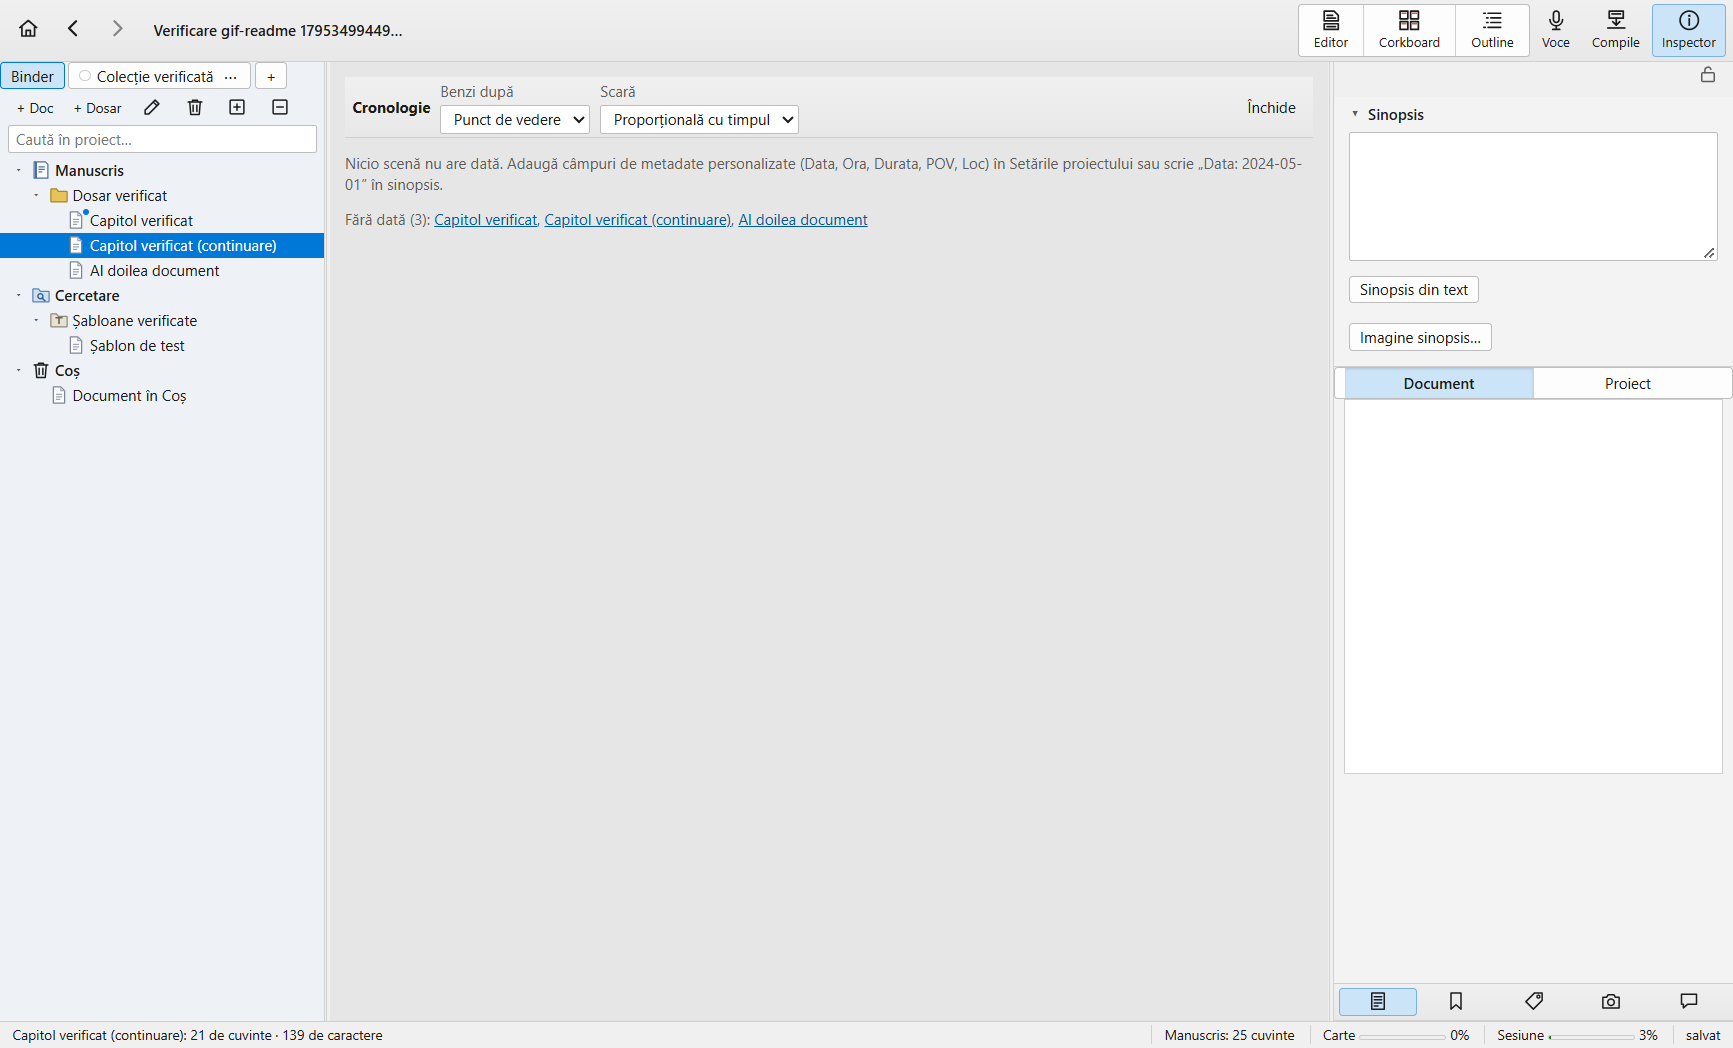 Verificare gif-readme 17953499449...
Editor
Corkboard
Outline
Voce
Compile
Inspector
Binder
Colecție verificată ...
+
+ Doc
+ Dosar
Caută în proiect...
Manuscris
Dosar verificat
Capitol verificat
Capitol verificat (continuare)
Al doilea document
Cercetare
Șabloane verificate
Șablon de test
Coș
Document în Coș
Cronologie
Benzi după
Punct de vedere
Scară
Proporțională cu timpul
Închide
Nicio scenă nu are dată. Adaugă câmpuri de metadate personalizate (Data, Ora, Durata, POV, Loc) în Setările proiectului sau scrie „Data: 2024-05-
01” în sinopsis.
Fără dată (3): Capitol verificat, Capitol verificat (continuare), Al doilea document
Sinopsis
Sinopsis din text
Imagine sinopsis...
Document
Proiect
Capitol verificat (continuare): 21 de cuvinte · 139 de caractere
Manuscris: 25 cuvinte
Carte
0%
Sesiune
3%
salvat